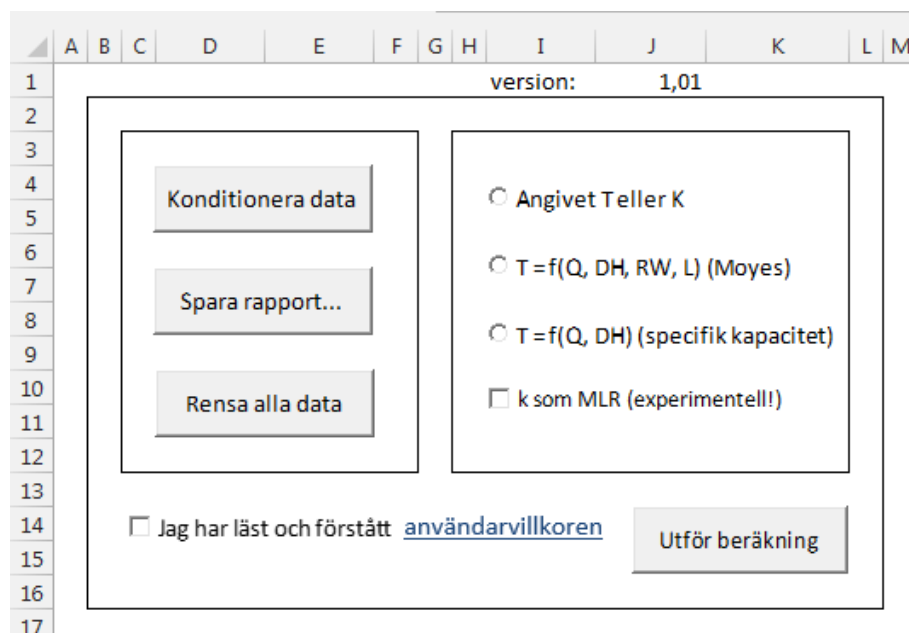 A B C D E F G H I J K L M
1 version: 1,01
2
3
4
Konditionera data
Angivet T eller K
5
6
T = f(Q, DH, RW, L) (Moyes)
7
Spara rapport...
8
T = f(Q, DH) (specifik kapacitet)
9
10
Rensa alla data
k som MLR (experimentell!)
11
12
13
14
Jag har läst och förstått användarvillkoren
Utför beräkning
15
16
17